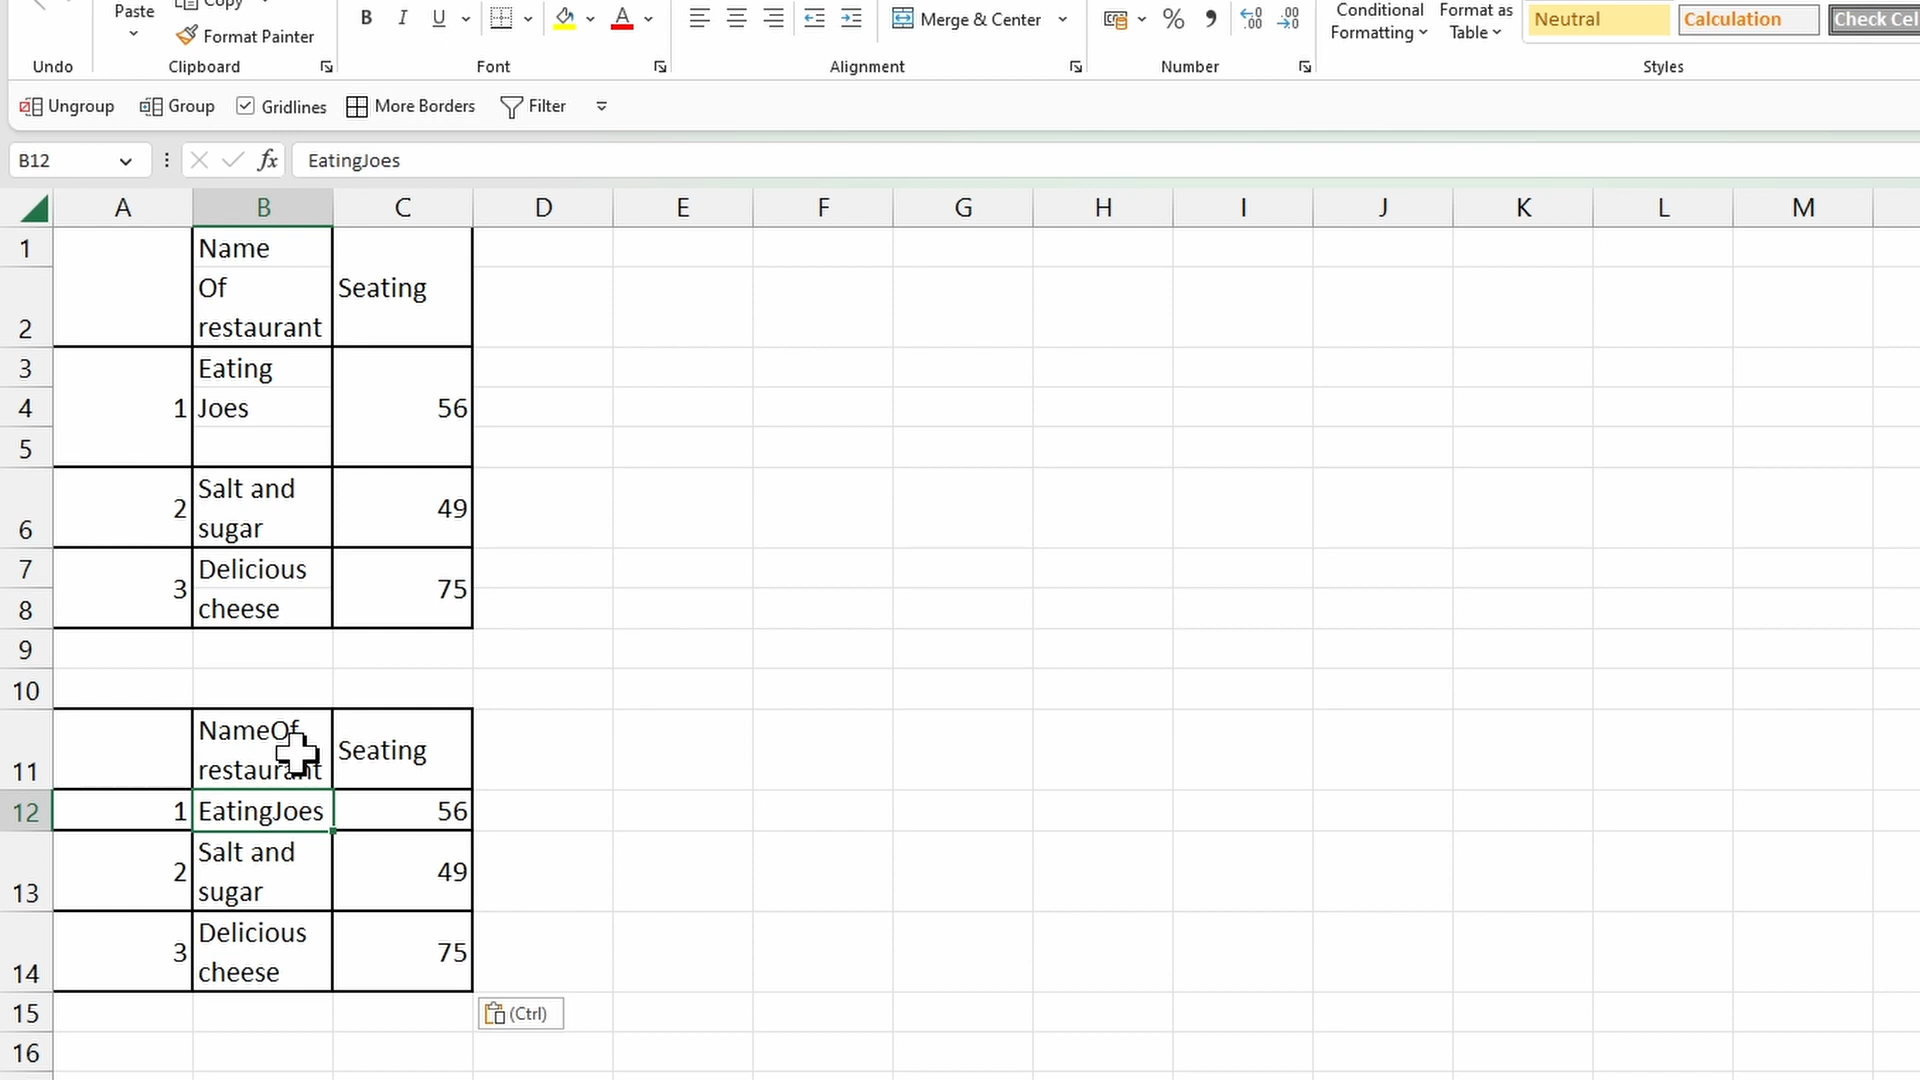 Paste
Copy
Format Painter
B I U A
Merge & Center
% .00
Conditional Formatting
Format as Table
Neutral
Calculation
Check Cel
Undo
Clipboard
Font
Alignment
Number
Styles
Ungroup
Group
Gridlines
More Borders
Filter
B12
fx
EatingJoes
A B C D E F G H I J K L M
1 Name
2 Of
restaurant
Seating
3 Eating
4 1 Joes 56
5
6 2 Salt and
sugar
49
7 3 Delicious
8 cheese
75
9
10
11 NameOf
restaurant
Seating
12 1 EatingJoes 56
13 2 Salt and
sugar
49
14 3 Delicious
cheese
75
15 (Ctrl)
16